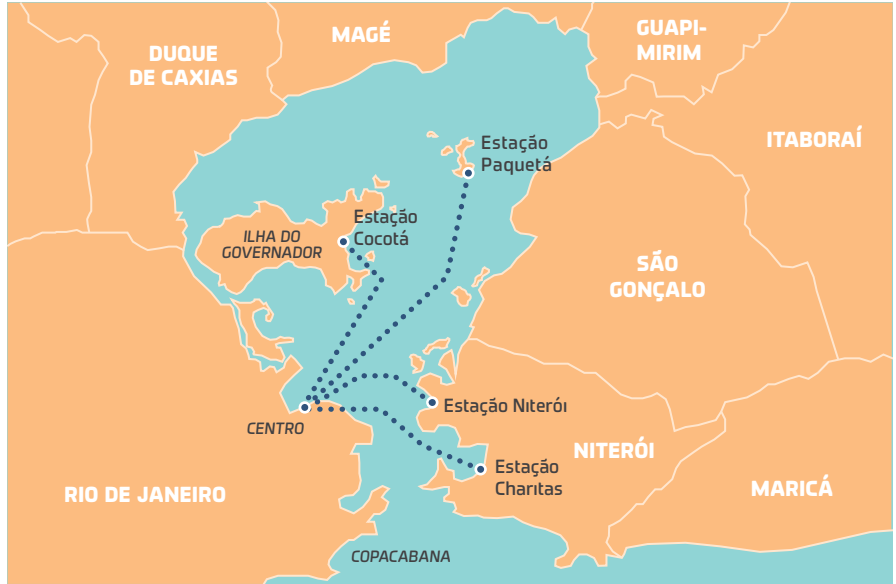 MAGÉ
GUAPI-
MIRIM
DUQUE
DE CAXIAS
ITABORAÍ
Estação
Paquetá
Estação
Cocotá
ILHA DO
GOVERNADOR
SÃO
GONÇALO
Estação Niterói
CENTRO
NITERÓI
Estação
Charitas
RIO DE JANEIRO
MARICÁ
COPACABANA